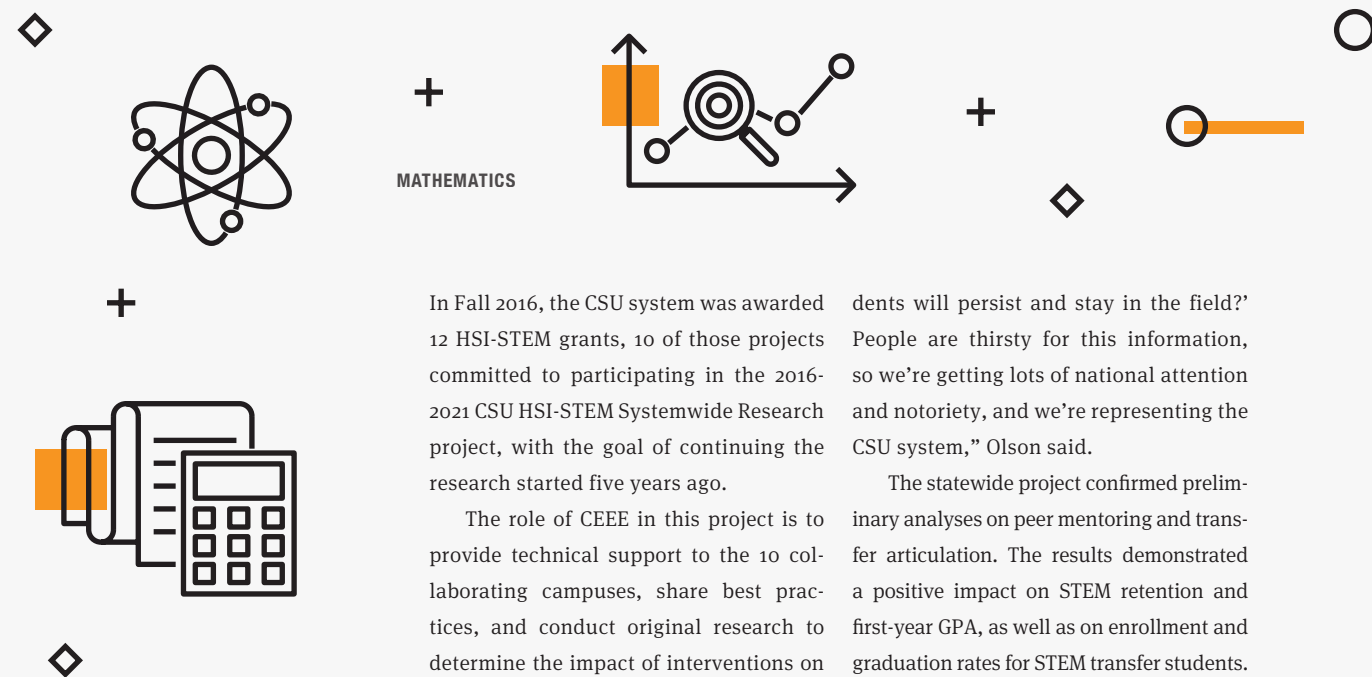 MATHEMATICS
In Fall 2016, the CSU system was awarded
12 HSI-STEM grants, 10 of those projects
committed to participating in the 2016-
2021 CSU HSI-STEM Systemwide Research
project, with the goal of continuing the
research started five years ago.
The role of CEEE in this project is to
provide technical support to the 10 col-
laborating campuses, share best prac-
tices, and conduct original research to
determine the impact of interventions on
dents will persist and stay in the field?’
People are thirsty for this information,
so we’re getting lots of national attention
and notoriety, and we’re representing the
CSU system,” Olson said.
The statewide project confirmed prelim-
inary analyses on peer mentoring and trans-
fer articulation. The results demonstrated
a positive impact on STEM retention and
first-year GPA, as well as on enrollment and
graduation rates for STEM transfer students.